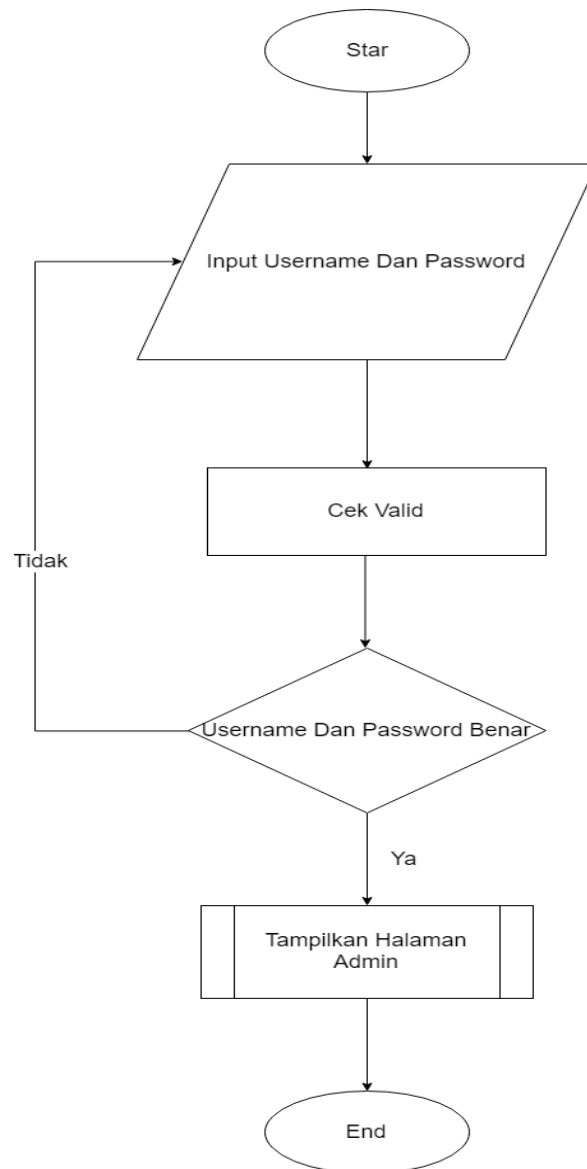 Star
Input Username Dan Password
Cek Valid
Tidak
Username Dan Password Benar
Ya
Tampilkan Halaman
Admin
End